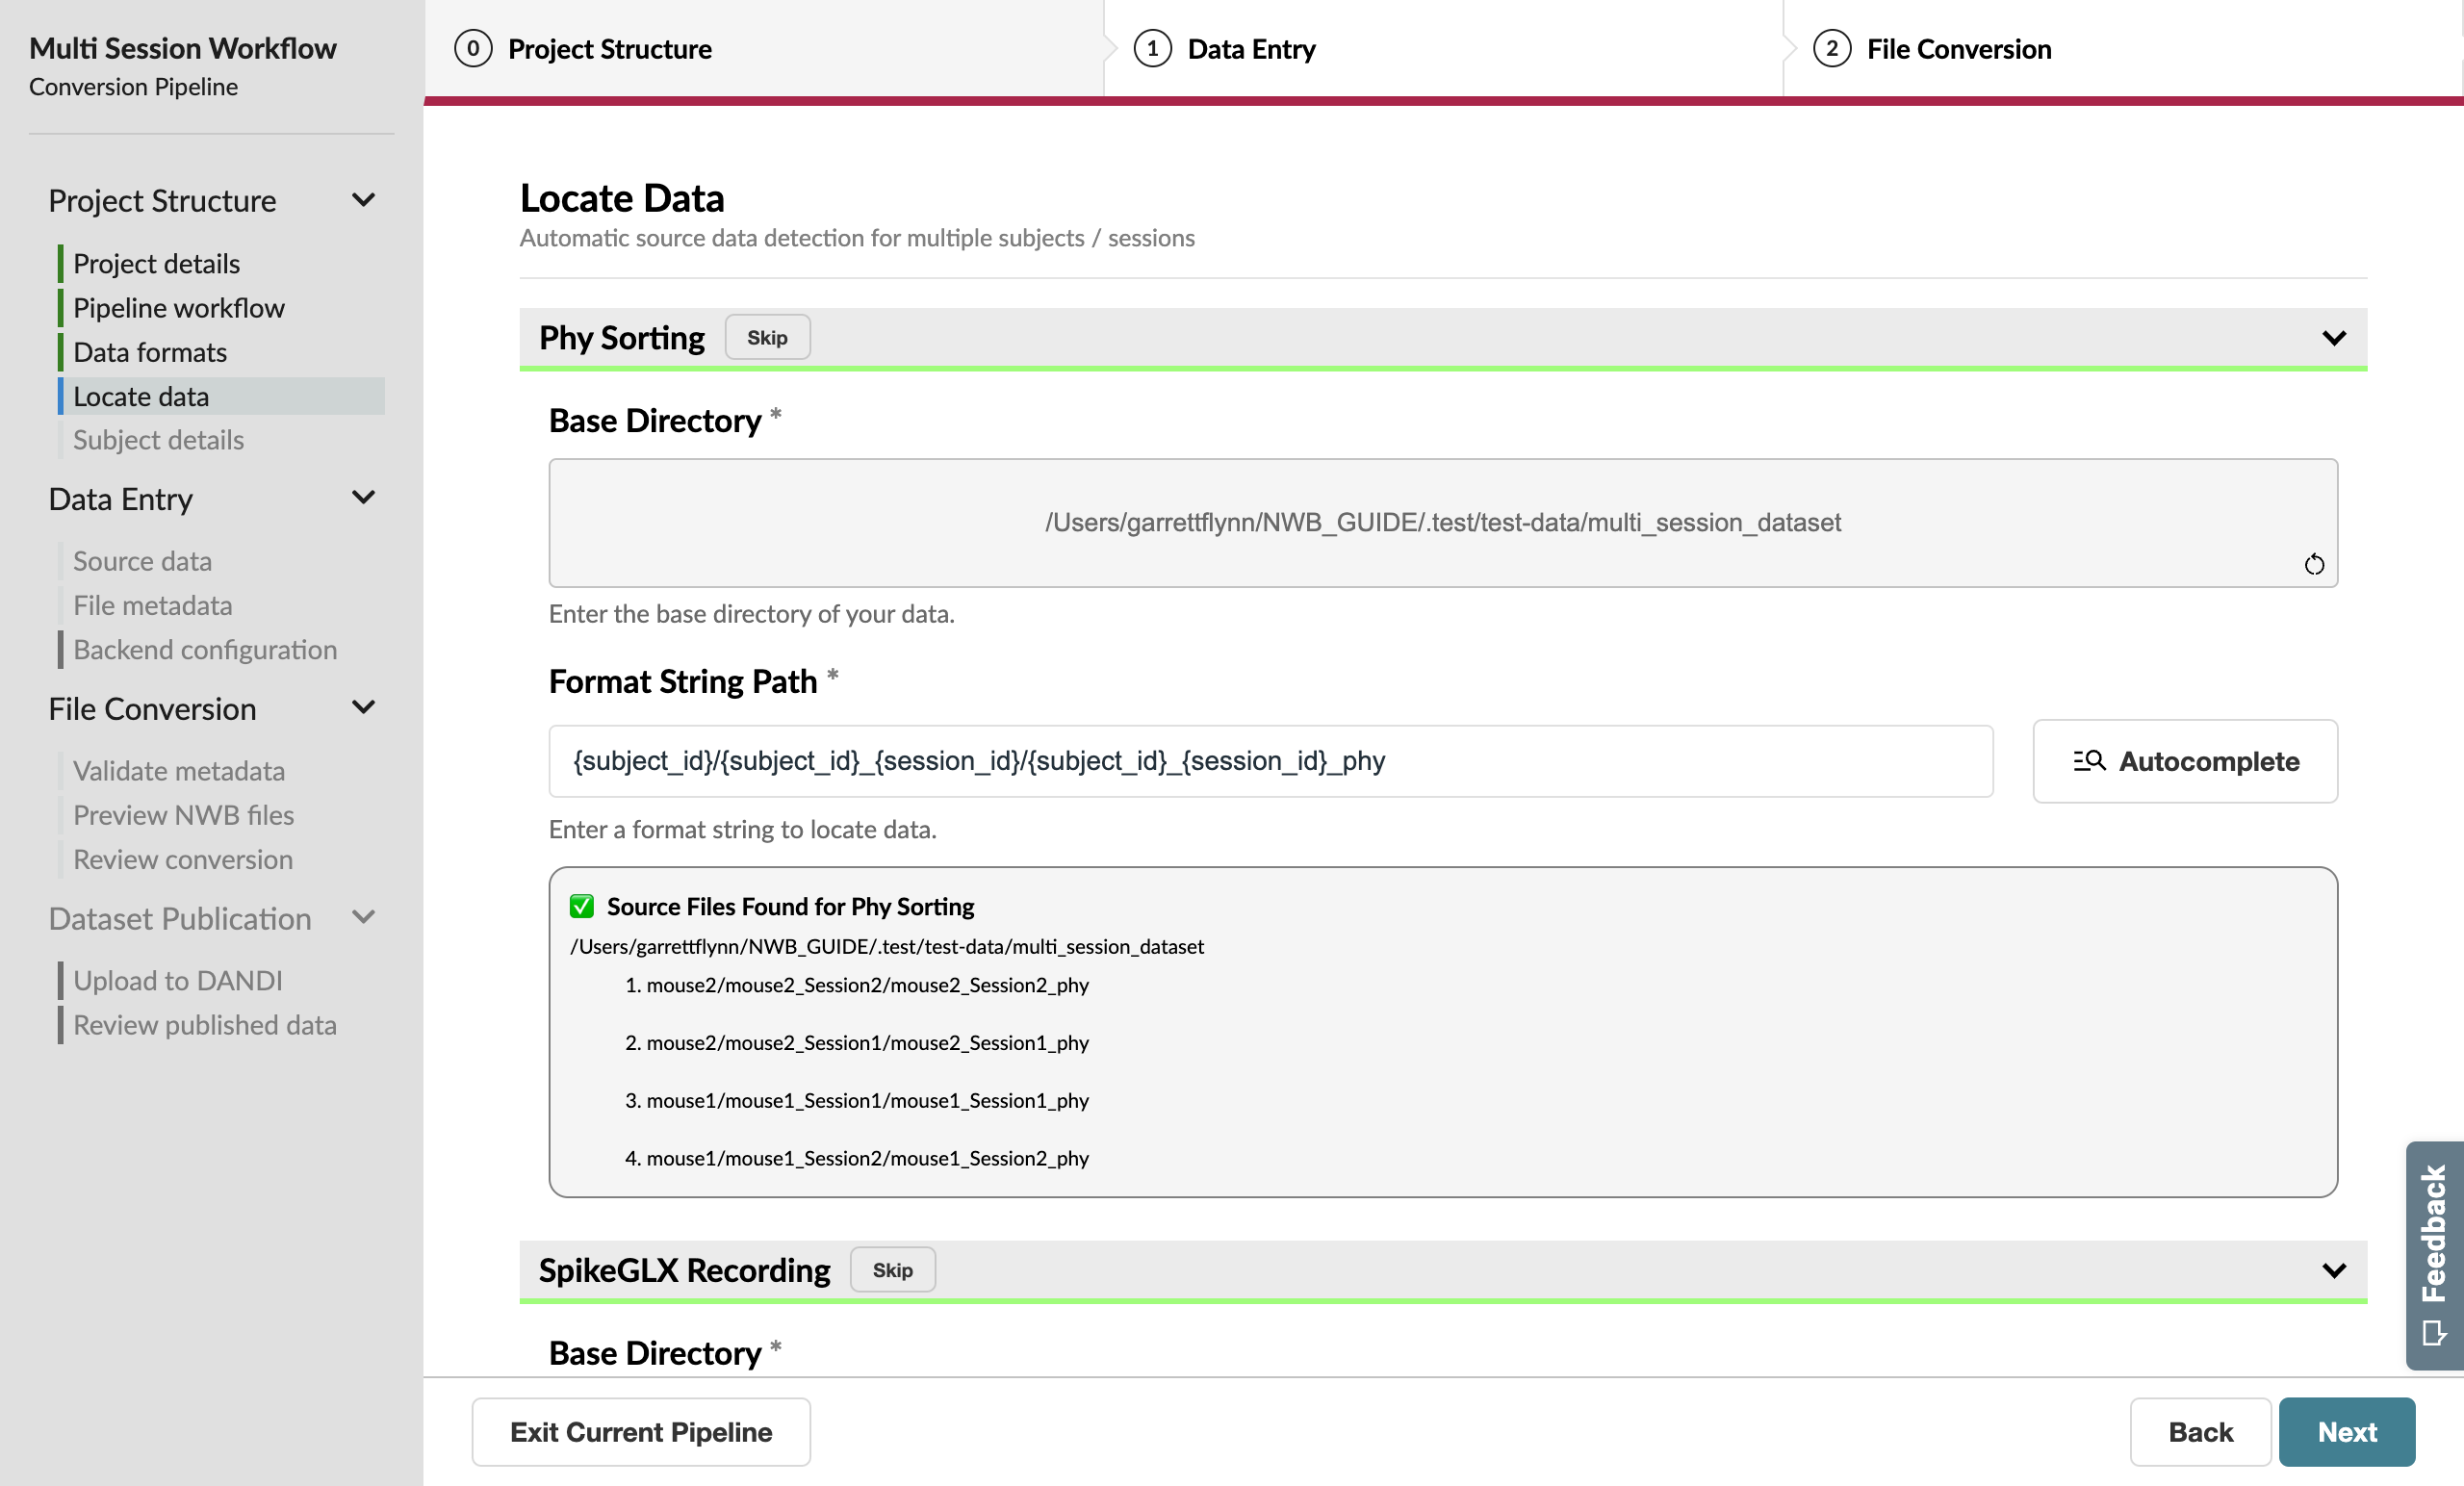 Multi Session Workflow
Conversion Pipeline
Project Structure
Project details
Pipeline workflow
Data formats
Locate data
Subject details
Data Entry
Source data
File metadata
Backend configuration
File Conversion
Validate metadata
Preview NWB files
Review conversion
Dataset Publication
Upload to DANDI
Review published data
0 Project Structure
1 Data Entry
2 File Conversion
Locate Data
Automatic source data detection for multiple subjects / sessions
Phy Sorting Skip
Base Directory *
/Users/garrettflynn/NWB_GUIDE/.test/test-data/multi_session_dataset
Enter the base directory of your data.
Format String Path *
{subject_id}/{subject_id}_{session_id}/{subject_id}_{session_id}_phy
Autocomplete
Enter a format string to locate data.
✅ Source Files Found for Phy Sorting
/Users/garrettflynn/NWB_GUIDE/.test/test-data/multi_session_dataset
1. mouse2/mouse2_Session2/mouse2_Session2_phy
2. mouse2/mouse2_Session1/mouse2_Session1_phy
3. mouse1/mouse1_Session1/mouse1_Session1_phy
4. mouse1/mouse1_Session2/mouse1_Session2_phy
SpikeGLX Recording Skip
Base Directory *
Feedback
Exit Current Pipeline
Back
Next